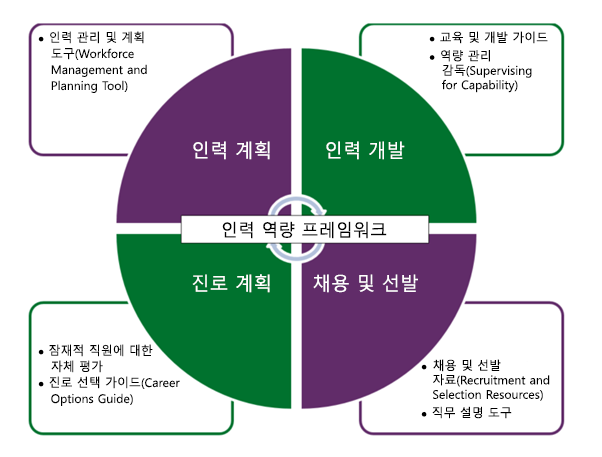 • 인력 관리 및 계획
도구(Workforce
Management and
Planning Tool)
• 교육 및 개발 가이드
• 역량 관리
감독(Supervising
for Capability)
인력 계획
인력 개발
인력 역량 프레임워크
진로 계획
채용 및 선발
• 잠재적 직원에 대한
자체 평가
• 진로 선택 가이드(Career
Options Guide)
• 채용 및 선발
자료(Recruitment and
Selection Resources)
• 직무 설명 도구